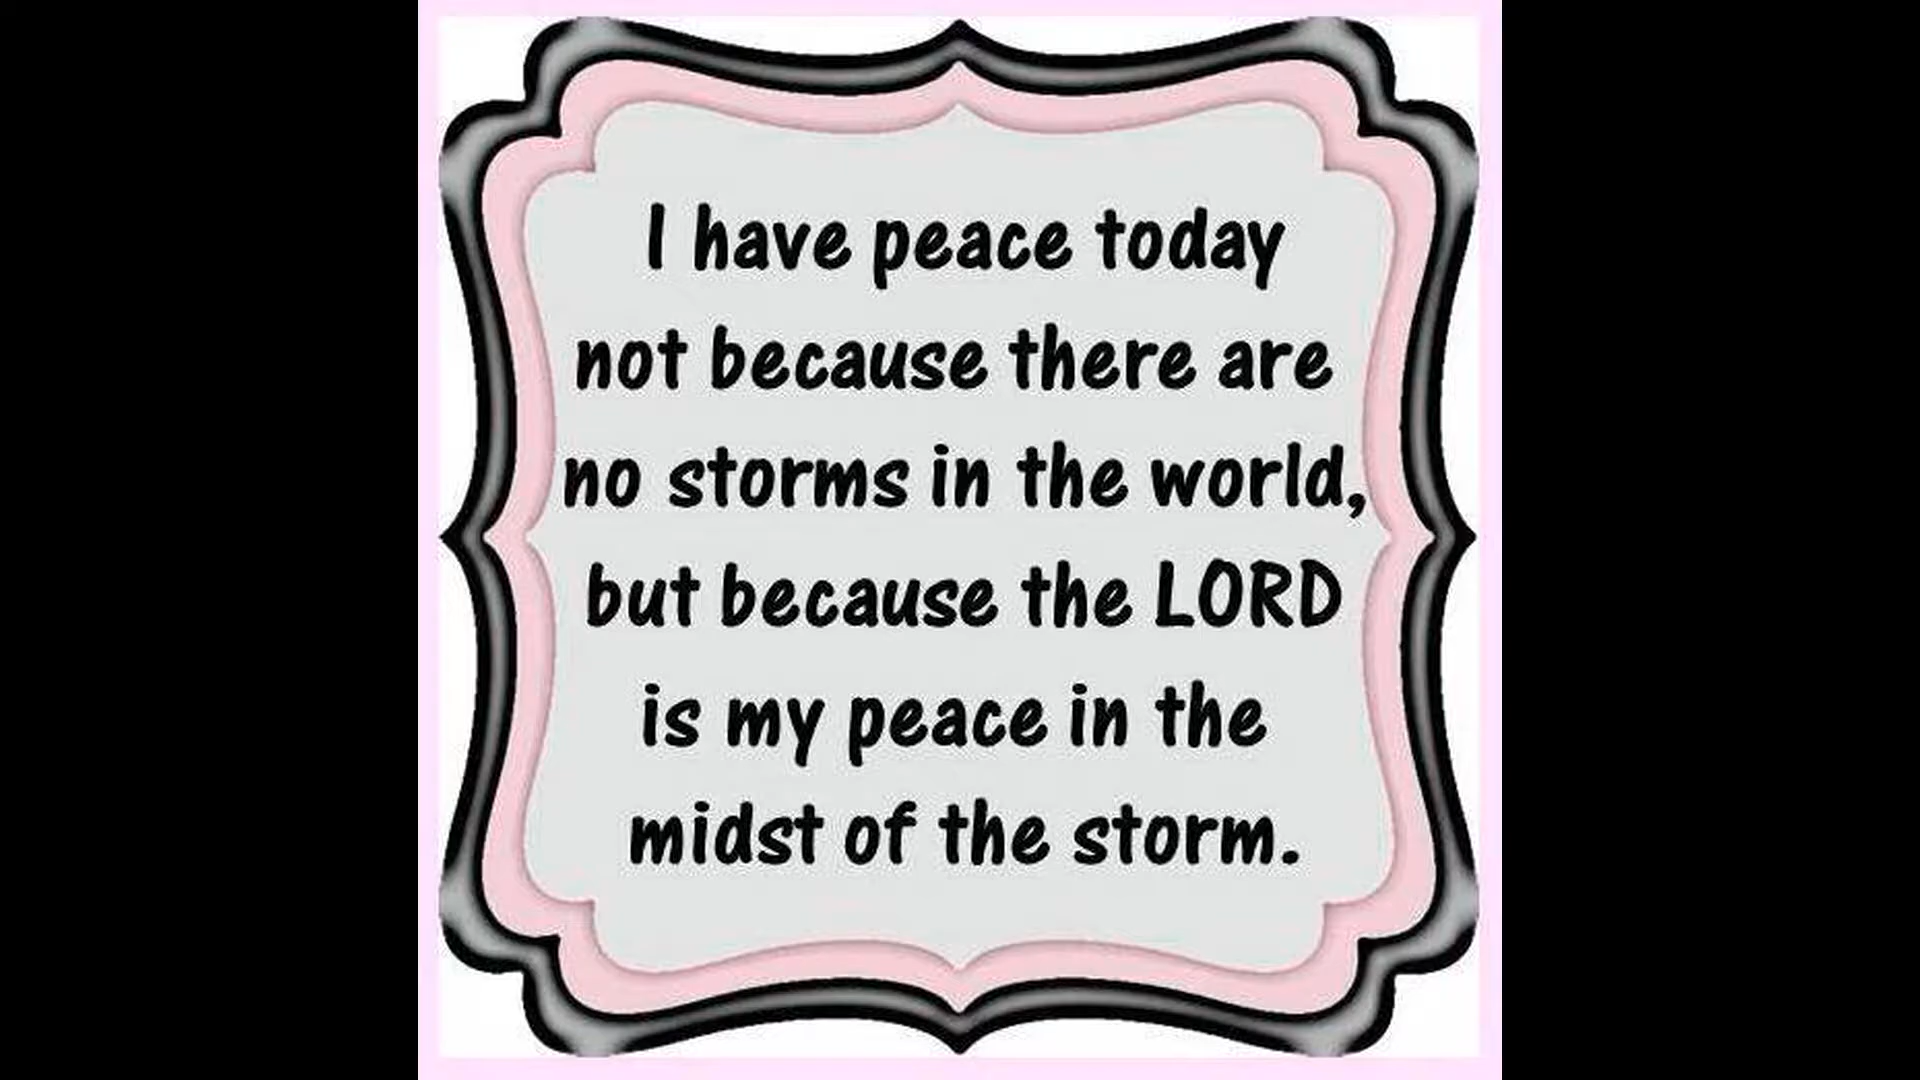 I have peace today
not because there are
no storms in the world,
but because the LORD
is my peace in the
midst of the storm.